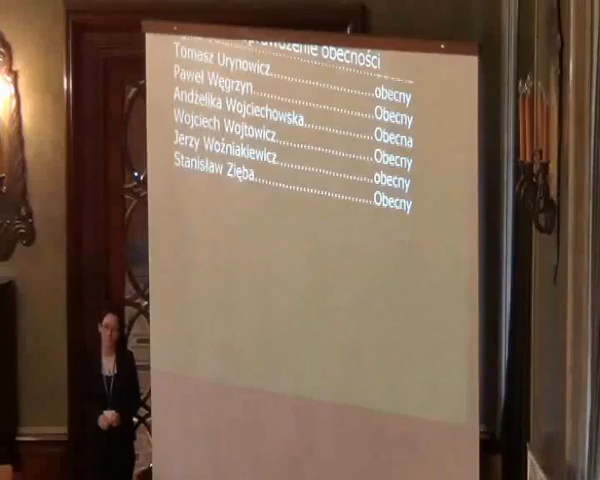 prawdzenie obecności
Tomasz Urynowicz..............................obecny
Paweł Węgrzyn..............................Obecny
Andżelika Wojciechowska....................Obecna
Wojciech Wojtowicz.........................Obecny
Jerzy Woźniakiewicz........................obecny
Stanisław Zięba..............................Obecny